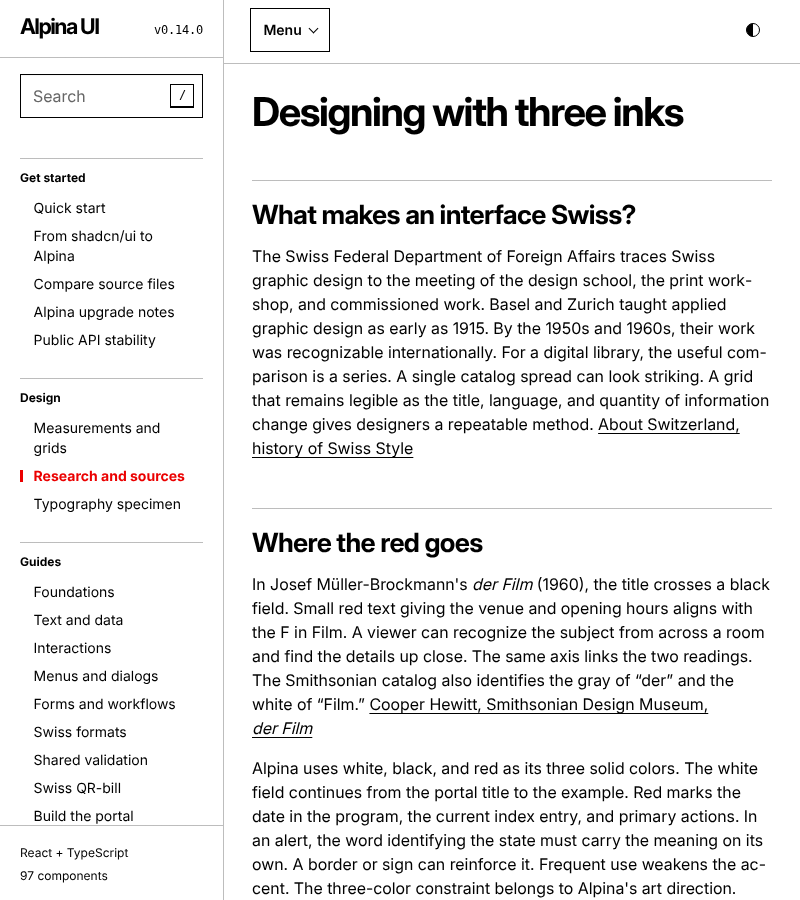 Alpina UI
v0.14.0
Search
/
Get started
Quick start
From shadcn/ui to
Alpina
Compare source files
Alpina upgrade notes
Public API stability
Design
Measurements and
grids
Research and sources
Typography specimen
Guides
Foundations
Text and data
Interactions
Menus and dialogs
Forms and workflows
Swiss formats
Shared validation
Swiss QR-bill
Build the portal
React + TypeScript
97 components
Menu
Designing with three inks
What makes an interface Swiss?
The Swiss Federal Department of Foreign Affairs traces Swiss
graphic design to the meeting of the design school, the print work-
shop, and commissioned work. Basel and Zurich taught applied
graphic design as early as 1915. By the 1950s and 1960s, their work
was recognizable internationally. For a digital library, the useful com-
parison is a series. A single catalog spread can look striking. A grid
that remains legible as the title, language, and quantity of information
change gives designers a repeatable method. About Switzerland,
history of Swiss Style
Where the red goes
In Josef Müller-Brockmann's der Film (1960), the title crosses a black
field. Small red text giving the venue and opening hours aligns with
the F in Film. A viewer can recognize the subject from across a room
and find the details up close. The same axis links the two readings.
The Smithsonian catalog also identifies the gray of “der” and the
white of “Film.” Cooper Hewitt, Smithsonian Design Museum,
der Film
Alpina uses white, black, and red as its three solid colors. The white
field continues from the portal title to the example. Red marks the
date in the program, the current index entry, and primary actions. In
an alert, the word identifying the state must carry the meaning on its
own. A border or sign can reinforce it. Frequent use weakens the ac-
cent. The three-color constraint belongs to Alpina's art direction.